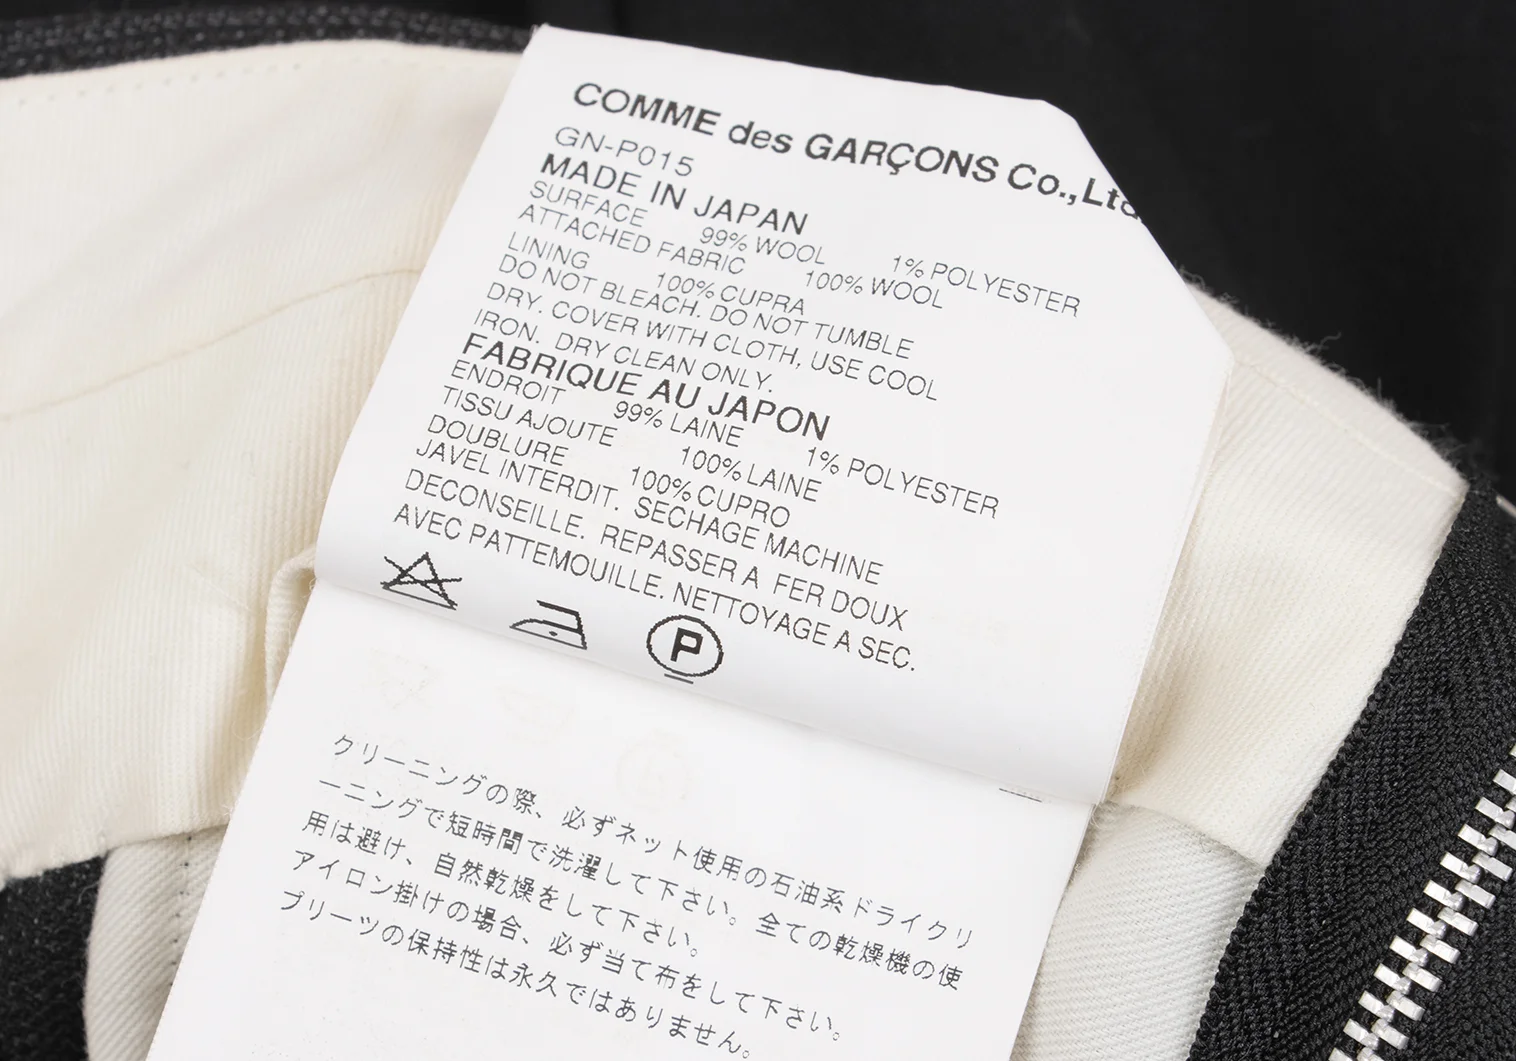 COMME des GARÇONS Co.,Ltd
GN-P015
MADE IN JAPAN
SURFACE 99% WOOL 1% POLYESTER
ATTACHED FABRIC 100% WOOL
LINING 100% CUPRA
DO NOT BLEACH. DO NOT TUMBLE
DRY. COVER WITH CLOTH, USE COOL
IRON. DRY CLEAN ONLY.
FABRIQUE AU JAPON
ENDROIT 99% LAINE 1% POLYESTER
TISSU AJOUTE 100% LAINE
DOUBLURE 100% CUPRO
JAVEL INTERDIT. SECHAGE MACHINE
DECONSEILLE. REPASSER A FER DOUX
AVEC PATTEMOUILLE. NETTOYAGE A SEC.
P
クリーニングの際、必ずネット使用の石油系ドライクリ
ーニングで短時間で洗濯して下さい。全ての乾燥機の使
用は避け、自然乾燥をして下さい。
アイロン掛けの場合、必ず当て布をして下さい。
プリーツの保持性は永久ではありません。